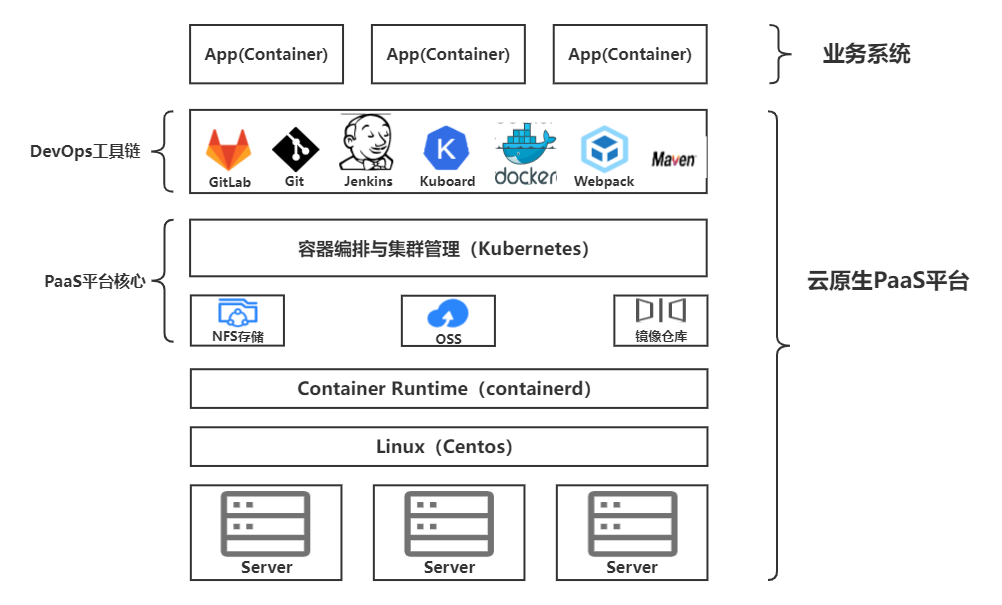 App(Container)
App(Container)
App(Container)
业务系统
DevOps工具链
GitLab
Git
Jenkins
Kuboard
docker
Webpack
Maven
容器编排与集群管理（Kubernetes）
PaaS平台核心
云原生PaaS平台
NFS存储
OSS
镜像仓库
Container Runtime（containerd）
Linux（Centos）
Server
Server
Server